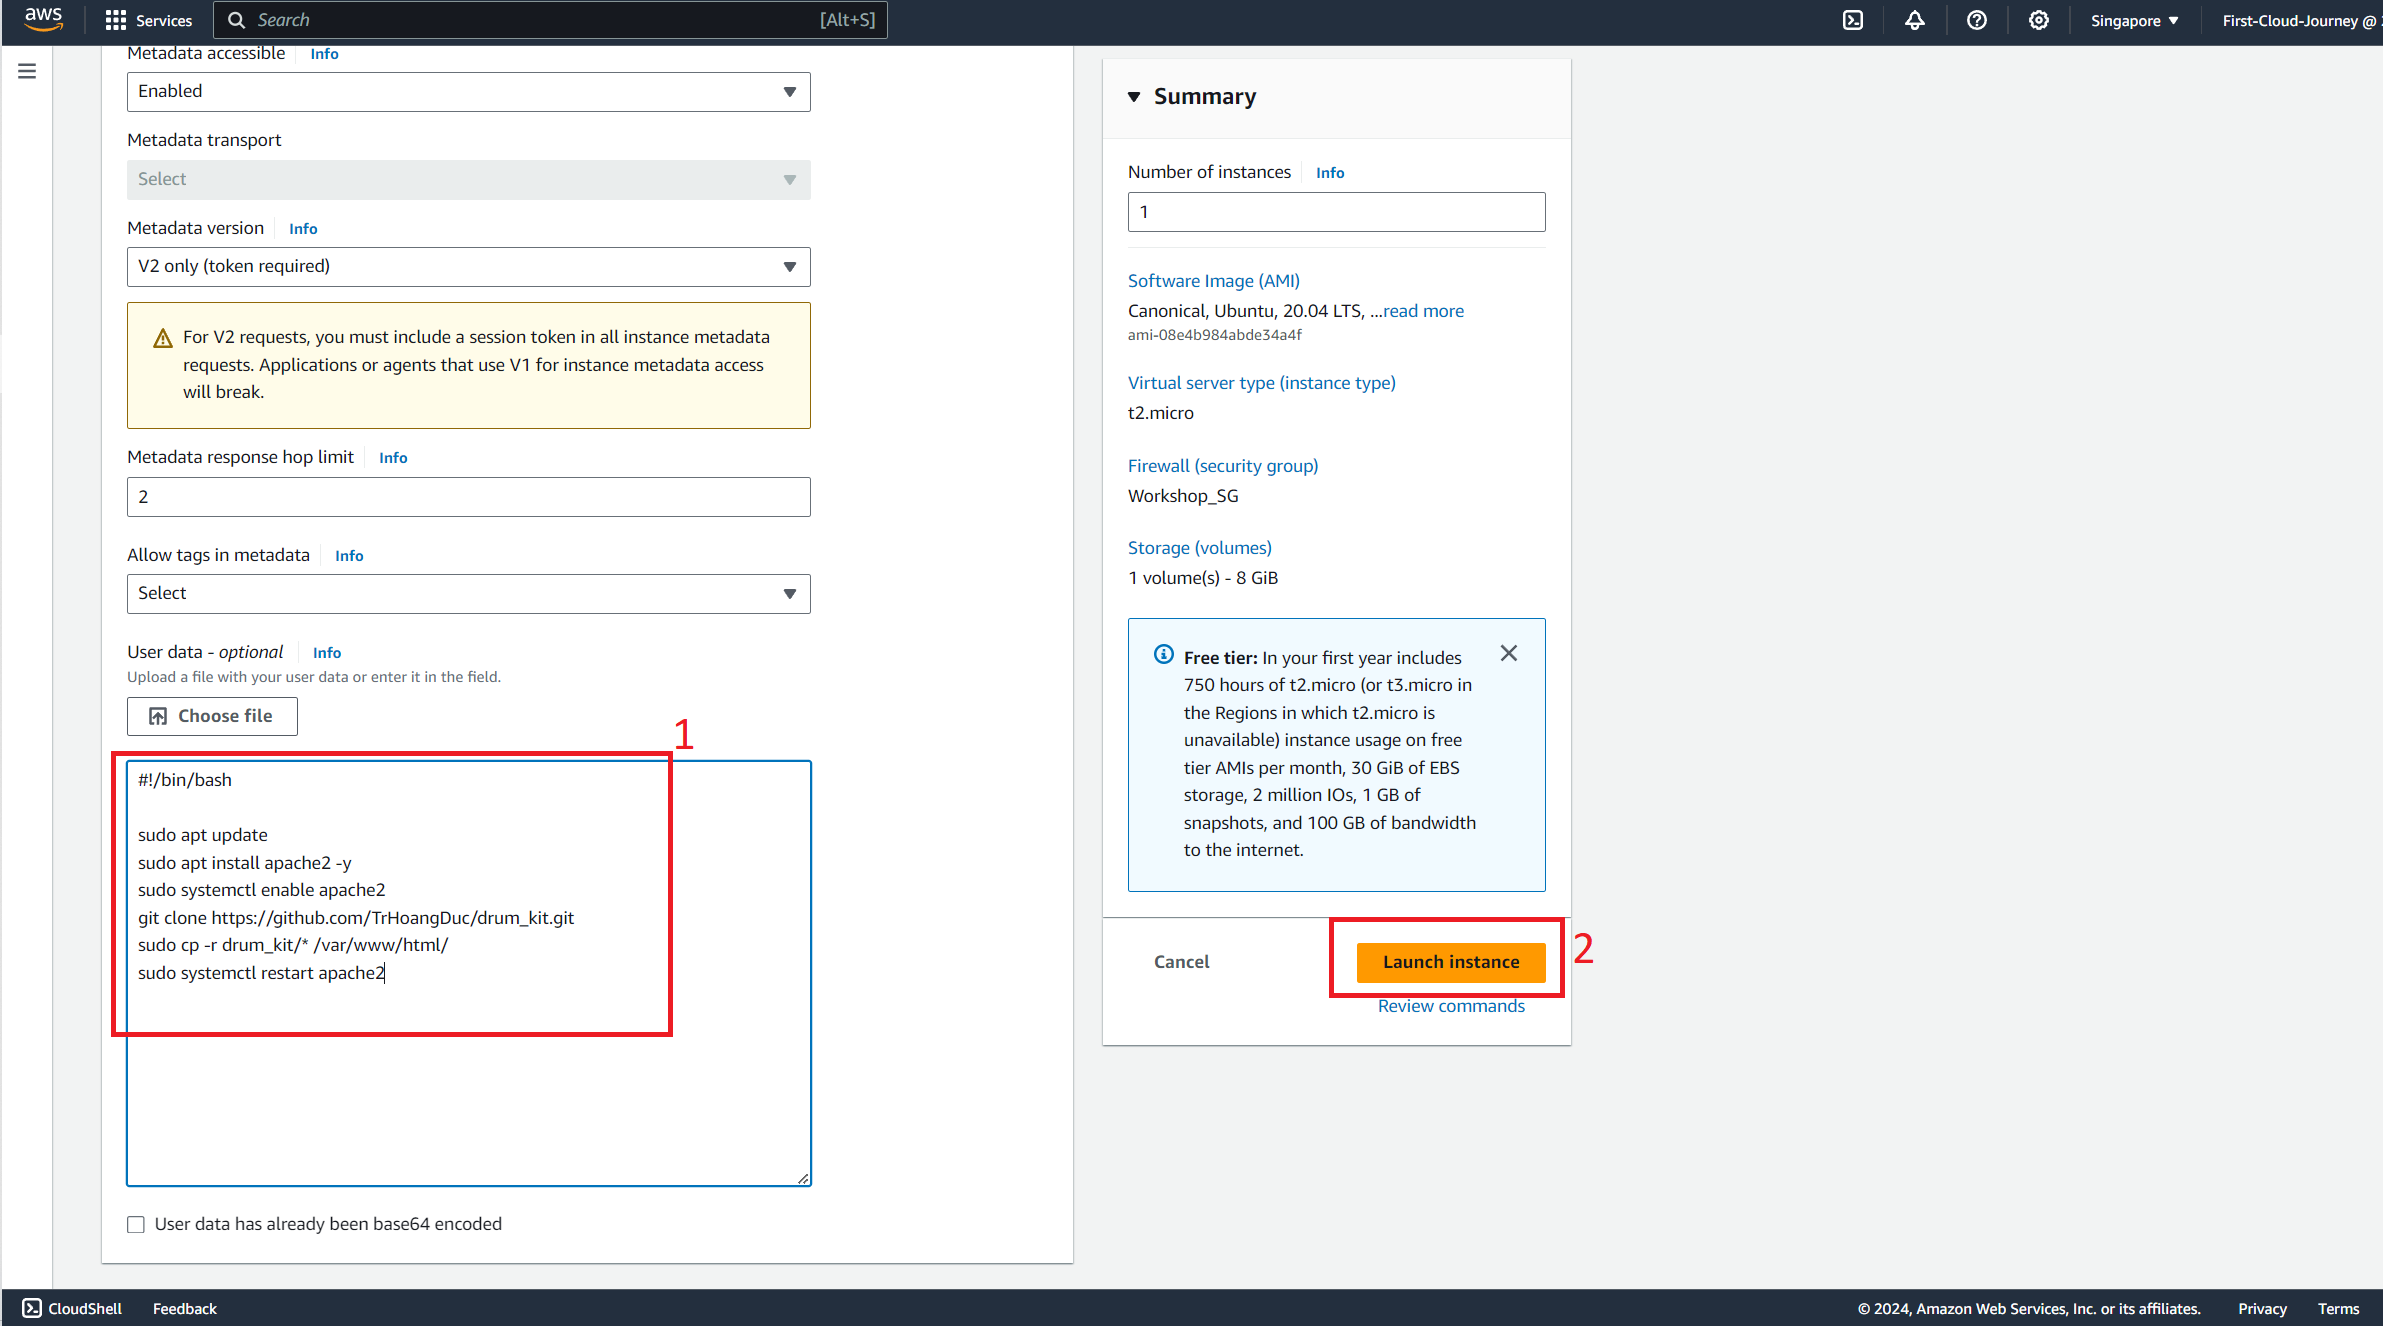 aws
Services
Search
[Alt+S]
Singapore
First-Cloud-Journey @
Metadata accessible
Info
Enabled
Metadata transport
Select
Metadata version
Info
V2 only (token required)
For V2 requests, you must include a session token in all instance metadata
requests. Applications or agents that use V1 for instance metadata access
will break.
Metadata response hop limit
Info
2
Allow tags in metadata
Info
Select
User data - optional
Info
Upload a file with your user data or enter it in the field.
Choose file
1
#!/bin/bash
sudo apt update
sudo apt install apache2 -y
sudo systemctl enable apache2
git clone https://github.com/TrHoangDuc/drum_kit.git
sudo cp -r drum_kit/* /var/www/html/
sudo systemctl restart apache2
User data has already been base64 encoded
Summary
Number of instances
Info
1
Software Image (AMI)
Canonical, Ubuntu, 20.04 LTS, ...read more
ami-08e4b984abde34a4f
Virtual server type (instance type)
t2.micro
Firewall (security group)
Workshop_SG
Storage (volumes)
1 volume(s) - 8 GiB
Free tier: In your first year includes
750 hours of t2.micro (or t3.micro in
the Regions in which t2.micro is
unavailable) instance usage on free
tier AMIs per month, 30 GiB of EBS
storage, 2 million IOs, 1 GB of
snapshots, and 100 GB of bandwidth
to the internet.
Cancel
Launch instance
2
Review commands
CloudShell
Feedback
© 2024, Amazon Web Services, Inc. or its affiliates.
Privacy
Terms